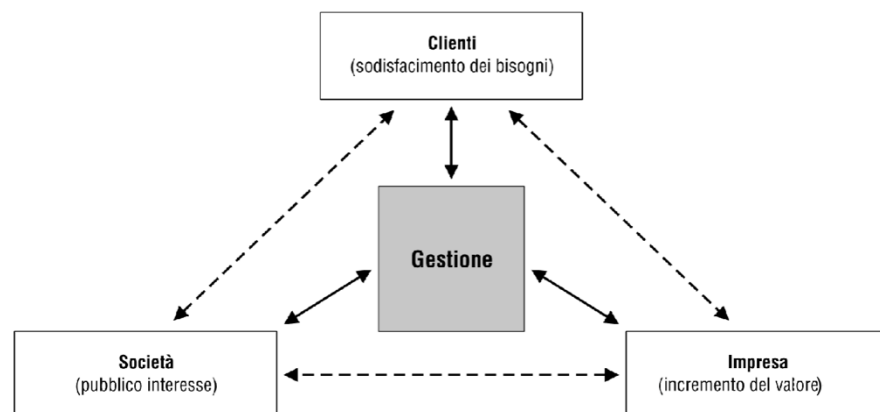 Clienti
(sodisfacimento dei bisogni)
Gestione
Società
(pubblico interesse)
Impresa
(incremento del valore)